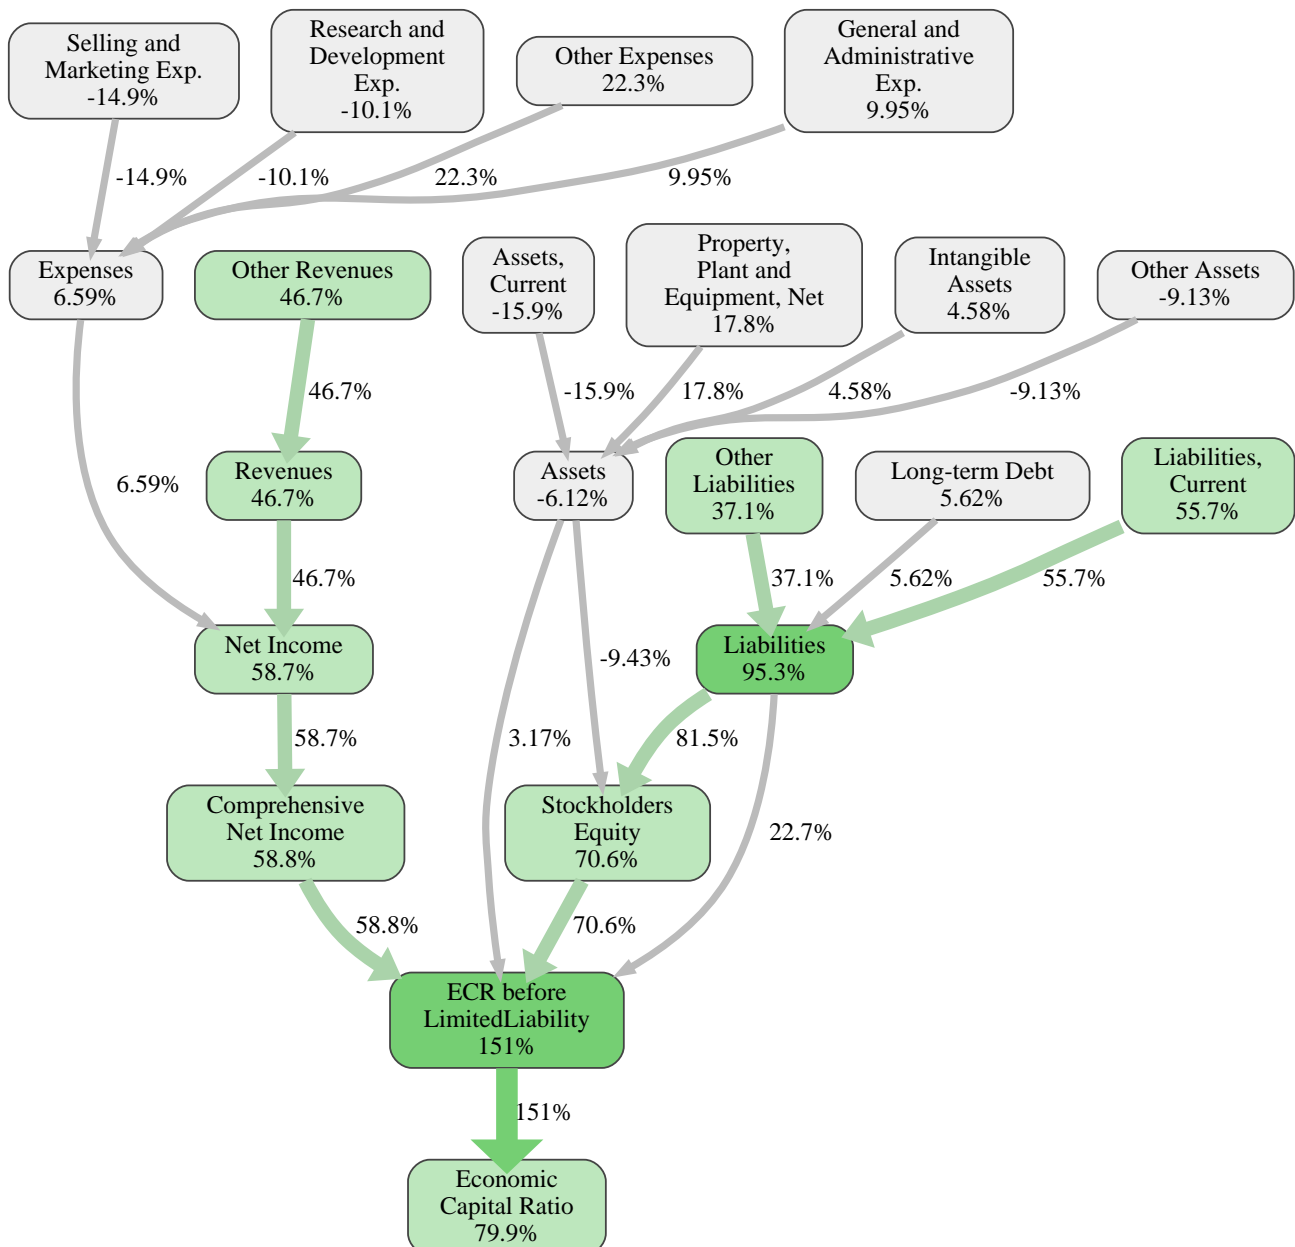 Selling and
Marketing Exp.
-14.9%
Research and
Development
Exp.
-10.1%
Other Expenses
22.3%
General and
Administrative
Exp.
9.95%
-14.9%
-10.1%
22.3%
9.95%
Expenses
6.59%
Other Revenues
46.7%
Assets,
Current
-15.9%
Property,
Plant and
Equipment, Net
17.8%
Intangible
Assets
4.58%
Other Assets
-9.13%
46.7%
-15.9%
17.8%
4.58%
-9.13%
Revenues
46.7%
Assets
-6.12%
Other
Liabilities
37.1%
Long-term Debt
5.62%
Liabilities,
Current
55.7%
6.59%
46.7%
37.1%
5.62%
55.7%
Net Income
58.7%
-9.43%
Liabilities
95.3%
58.7%
3.17%
81.5%
Comprehensive
Net Income
58.8%
Stockholders
Equity
70.6%
22.7%
58.8%
70.6%
ECR before
LimitedLiability
151%
151%
Economic
Capital Ratio
79.9%